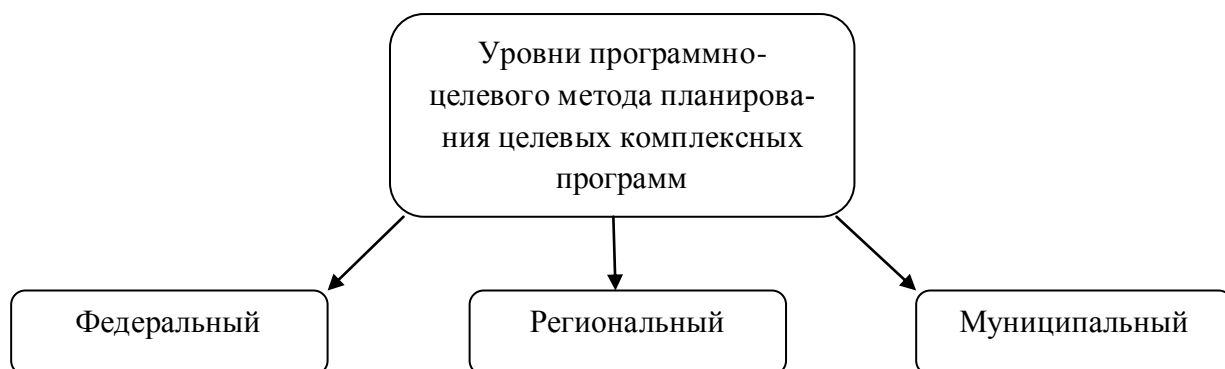 Уровни программно-
целевого метода планирова-
ния целевых комплексных
программ
Федеральный
Региональный
Муниципальный